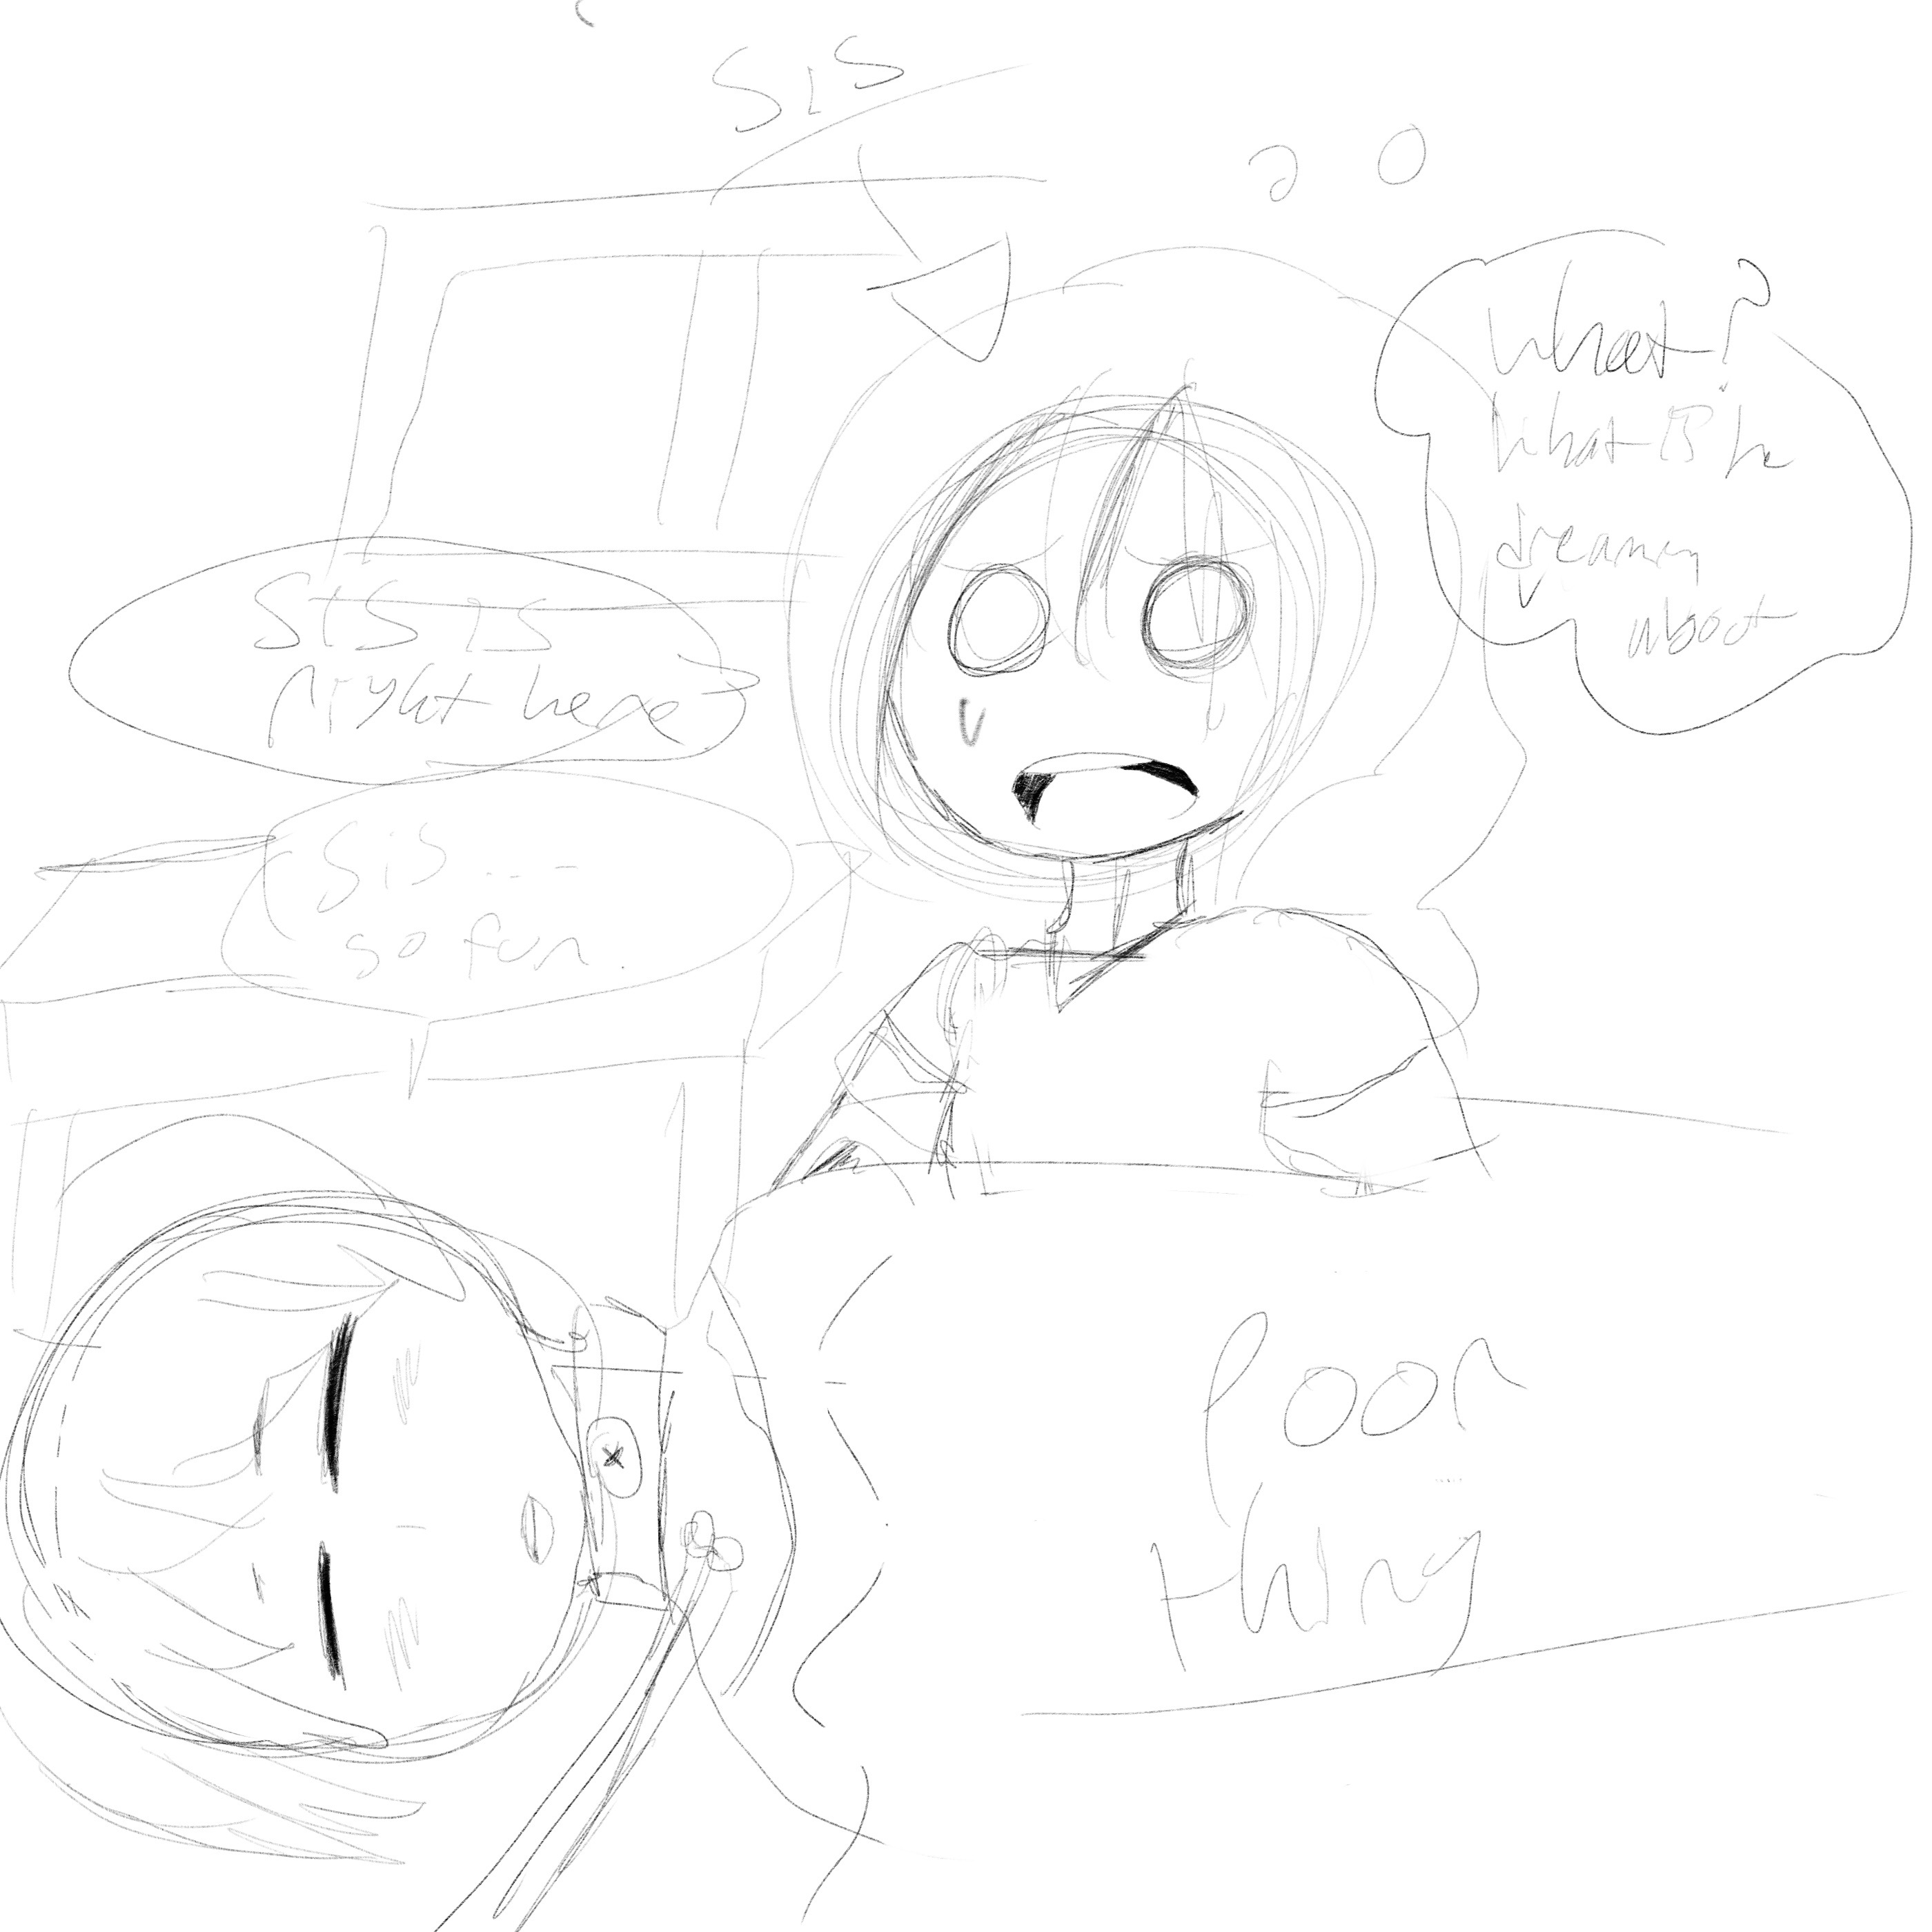 SIS
What?
What is he
dreaming
about
SIS IS
right here
Sis...
so fun.
Poor
thing